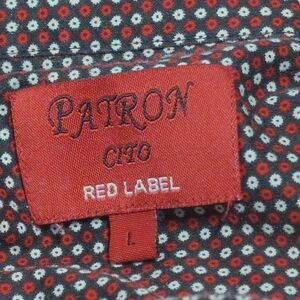 PATRON
CITO
RED LABEL
L